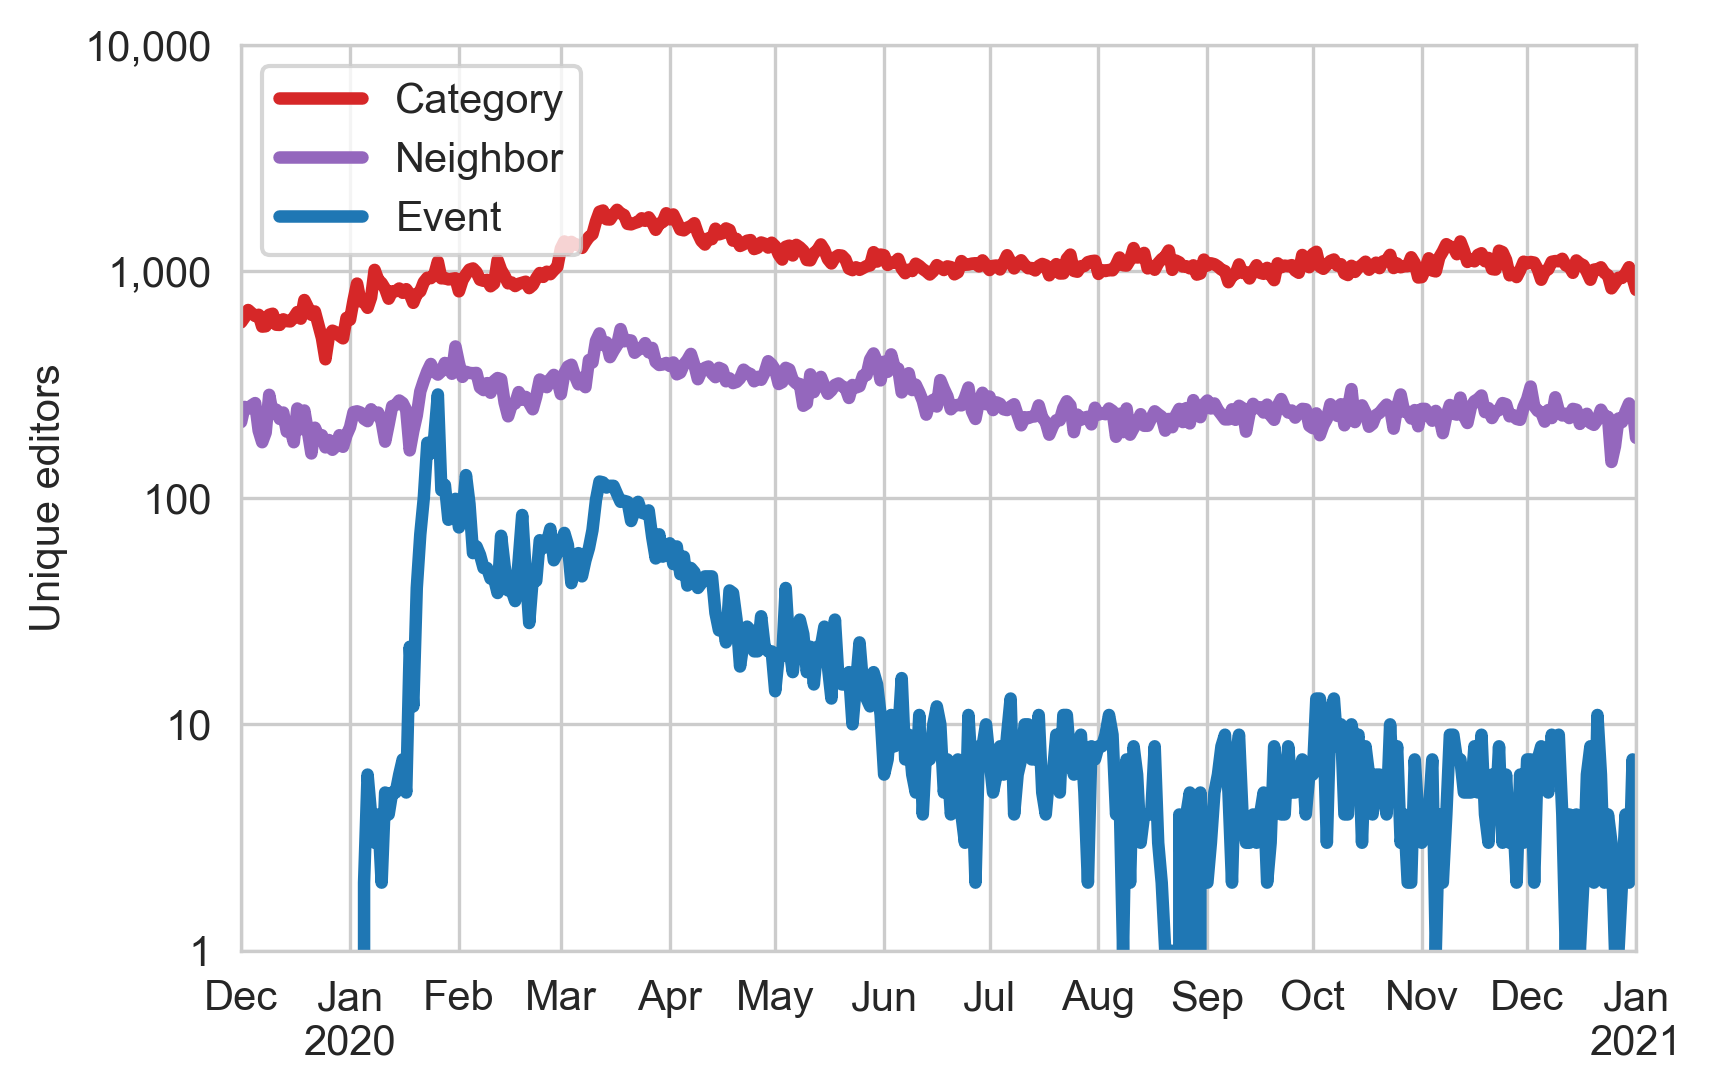 10,000
1,000
100
10
1
Unique editors
Category
Neighbor
Event
Dec Jan Feb Mar Apr May Jun Jul Aug Sep Oct Nov Dec Jan
2020 2021